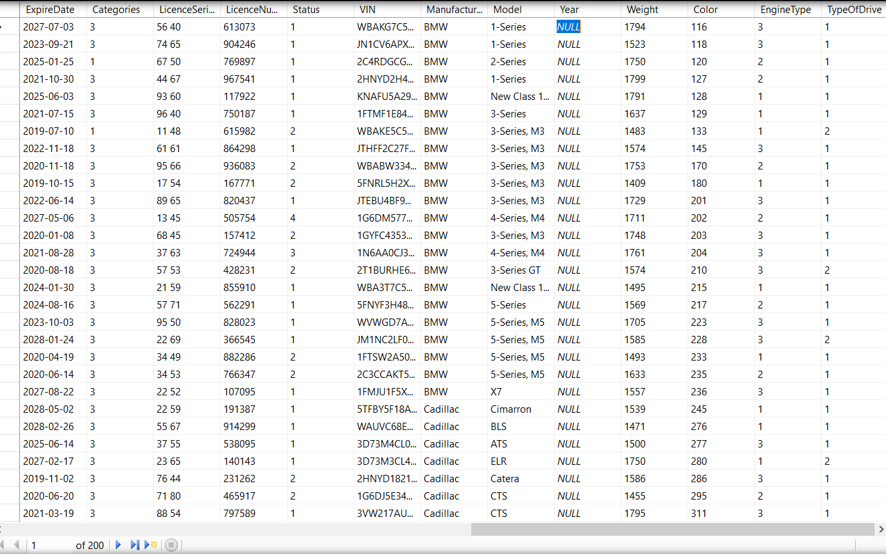 ExpireDate Categories LicenceSeri... LicenceNu... Status VIN Manufactur... Model Year Weight Color EngineType TypeOfDrive
2027-07-03 3 56 40 613073 1 WBAKG7C5... BMW 1-Series NULL 1794 116 3 1
2023-09-21 3 74 65 904246 1 JN1CV6APX... BMW 1-Series NULL 1523 118 3 1
2025-01-25 1 67 50 769897 1 2C4RDGCG... BMW 2-Series NULL 1750 120 2 1
2021-10-30 3 44 67 967541 1 2HNYD2H4... BMW 1-Series NULL 1799 127 2 1
2025-06-03 3 93 60 117922 1 KNAFU5A29... BMW New Class 1... NULL 1791 128 1 1
2021-07-15 3 96 40 750187 1 1FTMF1E84... BMW 3-Series NULL 1637 129 1 1
2019-07-10 1 11 48 615982 2 WBAKE5C5... BMW 3-Series, M3 NULL 1483 133 1 2
2022-11-18 3 61 61 864298 1 JTHFF2C27F... BMW 3-Series, M3 NULL 1574 145 3 1
2020-11-18 3 95 66 936083 2 WBABW334... BMW 3-Series, M3 NULL 1753 170 2 1
2019-10-15 3 17 54 167771 2 5FNRL5H2X... BMW 3-Series, M3 NULL 1409 180 1 1
2022-06-14 3 89 65 820437 1 JTEBU4BF9... BMW 3-Series, M3 NULL 1729 201 3 1
2027-05-06 3 13 45 505754 4 1G6DM577... BMW 4-Series, M4 NULL 1711 202 2 1
2020-01-08 3 68 45 157412 2 1GYFC4353... BMW 3-Series, M3 NULL 1748 203 3 1
2021-08-28 3 37 63 724944 3 1N6AA0CJ3... BMW 4-Series, M4 NULL 1761 204 3 1
2020-08-18 3 57 53 428231 2 2T1BURHE6... BMW 3-Series GT NULL 1574 210 3 2
2024-01-30 3 21 59 855910 1 WBA3T7C5... BMW New Class 1... NULL 1495 215 1 1
2024-08-16 3 57 71 562291 1 5FNYF3H48... BMW 5-Series NULL 1569 217 2 1
2023-10-03 3 95 50 828023 1 WVWGD7A... BMW 5-Series, M5 NULL 1705 223 3 1
2028-01-24 3 22 69 366545 1 JM1NC2LF0... BMW 5-Series, M5 NULL 1585 228 3 2
2020-04-19 3 34 49 882286 2 1FTSW2A50... BMW 5-Series, M5 NULL 1493 233 1 1
2020-06-14 3 34 53 766347 2 2C3CCAKT5... BMW 5-Series, M5 NULL 1633 235 2 1
2027-08-22 3 22 52 107095 1 1FMJU1F5X... BMW X7 NULL 1557 236 3 1
2028-05-02 3 22 59 191387 1 5TFBY5F18A... Cadillac Cimarron NULL 1539 245 1 1
2028-02-26 3 55 67 914299 1 WAUVC68E... Cadillac BLS NULL 1471 276 1 1
2025-06-14 3 37 55 538095 1 3D73M4CL0... Cadillac ATS NULL 1500 277 3 1
2027-02-17 3 23 65 140143 1 3D73M3CL4... Cadillac ELR NULL 1750 280 1 2
2019-11-02 3 76 44 231262 2 2HNYD1821... Cadillac Catera NULL 1586 286 3 1
2020-06-20 3 71 80 465917 2 1G6DJ5E34... Cadillac CTS NULL 1455 295 2 1
2021-03-19 3 88 54 797589 1 3VW217AU... Cadillac CTS NULL 1795 311 3 1
1 of 200